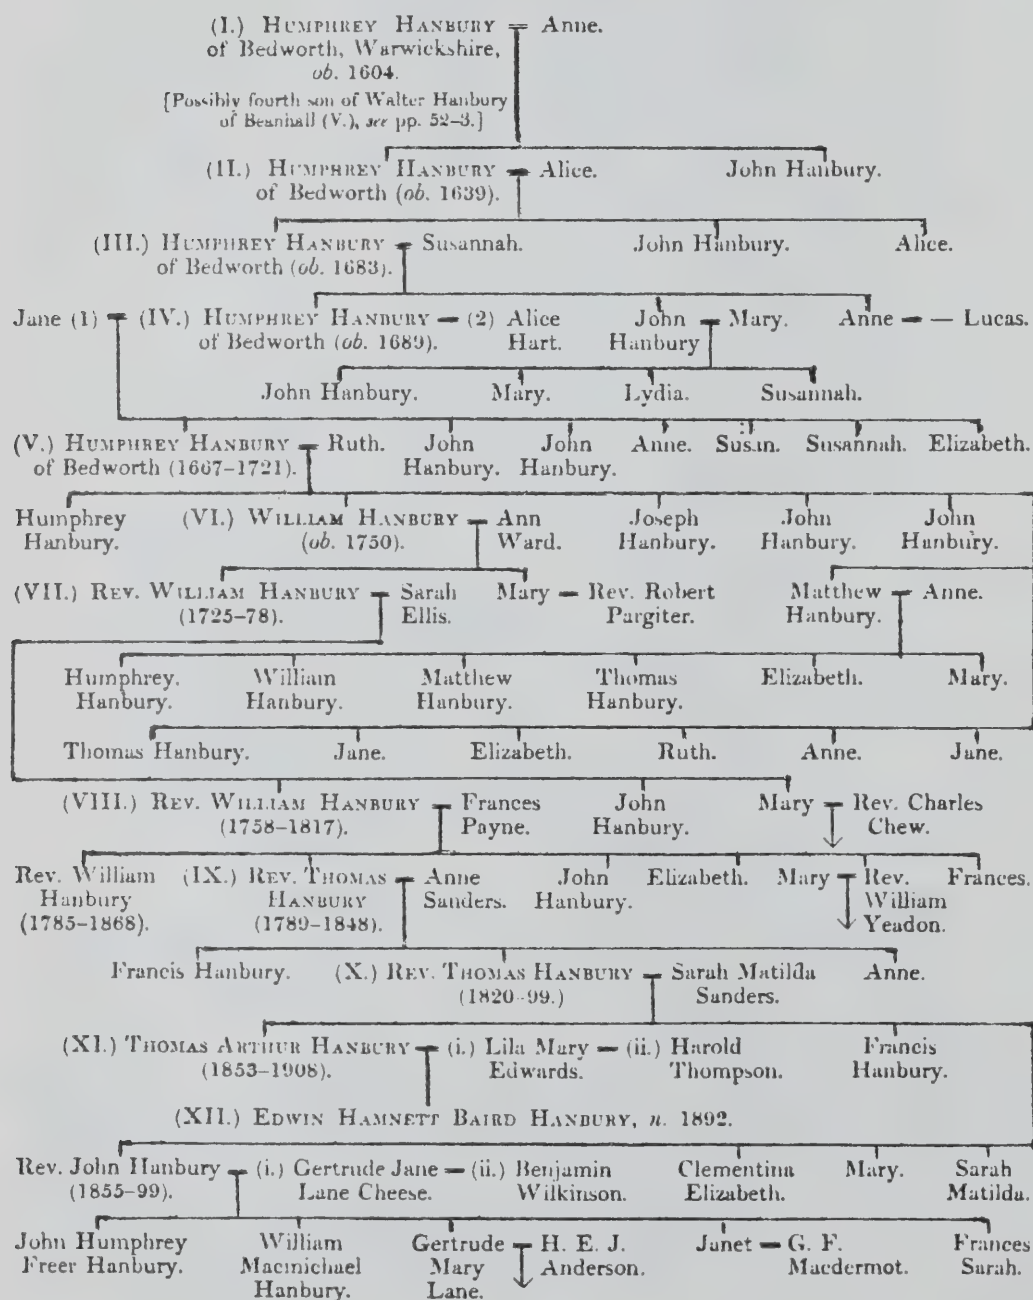 (I.) HUMPHREY HANBURY = Anne.
of Bedworth, Warwickshire,
ob. 1604.
[Possibly fourth son of Walter Hanbury
of Beanhall (V.), see pp. 52–3.]
(II.) HUMPHREY HANBURY = Alice. John Hanbury.
of Bedworth (ob. 1639).
(III.) HUMPHREY HANBURY = Susannah. John Hanbury. Alice.
of Bedworth (ob. 1683).
Jane (1) = (IV.) HUMPHREY HANBURY = (2) Alice John = Mary. Anne = — Lucas.
of Bedworth (ob. 1689). Hart. Hanbury
John Hanbury. Mary. Lydia. Susannah.
(V.) HUMPHREY HANBURY = Ruth. John John Anne. Susan. Susannah. Elizabeth.
of Bedworth (1667–1721). Hanbury. Hanbury.
Humphrey (VI.) WILLIAM HANBURY = Ann Joseph John John
Hanbury. (ob. 1750). Ward. Hanbury. Hanbury. Hanbury.
(VII.) REV. WILLIAM HANBURY = Sarah Mary = Rev. Robert Matthew = Anne.
(1725–78). Ellis. Pargiter. Hanbury.
Humphrey. William Matthew Thomas Elizabeth. Mary.
Hanbury. Hanbury. Hanbury. Hanbury.
Thomas Hanbury. Jane. Elizabeth. Ruth. Anne. Jane.
(VIII.) REV. WILLIAM HANBURY = Frances John Mary = Rev. Charles
(1758–1817). Payne. Hanbury. Chew.
Rev. William (IX.) REV. THOMAS = Anne John Elizabeth. Mary = Rev. Frances.
Hanbury HANBURY Sanders. Hanbury. William
(1785–1868). (1789–1848). Yeadon.
Francis Hanbury. (X.) REV. THOMAS HANBURY = Sarah Matilda Anne.
(1820–99.) Sanders.
(XI.) THOMAS ARTHUR HANBURY = (i.) Lila Mary = (ii.) Harold Francis
(1853–1908). Edwards. Thompson. Hanbury.
(XII.) EDWIN HAMNETT BAIRD HANBURY, n. 1892.
Rev. John Hanbury = (i.) Gertrude Jane = (ii.) Benjamin Clementina Mary. Sarah
(1855–99). Lane Cheese. Wilkinson. Elizabeth. Matilda.
John Humphrey William Gertrude = H. E. J. Janet = G. F. Frances
Freer Hanbury. Macmichael Mary Anderson. Macdermot. Sarah.
Hanbury. Lane.